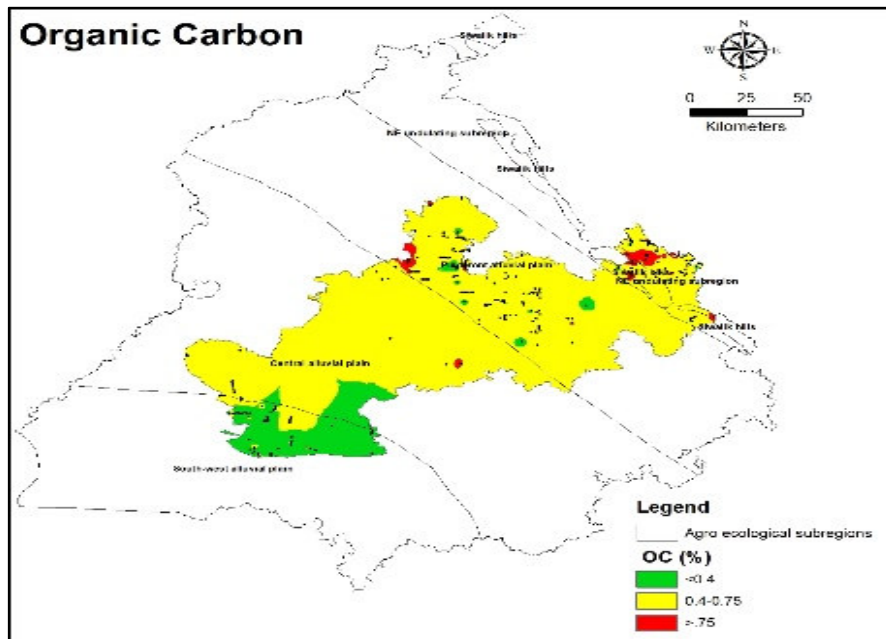 Organic Carbon
Siwalik hills
N
W
E
S
0 25 50
Kilometers
NE undulating subregion
Siwalik hills
Piedmont alluvial plain
Siwalik hills
NE undulating subregion
Siwalik hills
Central alluvial plain
South-west alluvial plain
Legend
Agro ecological subregions
OC (%)
<0.4
0.4-0.75
>.75